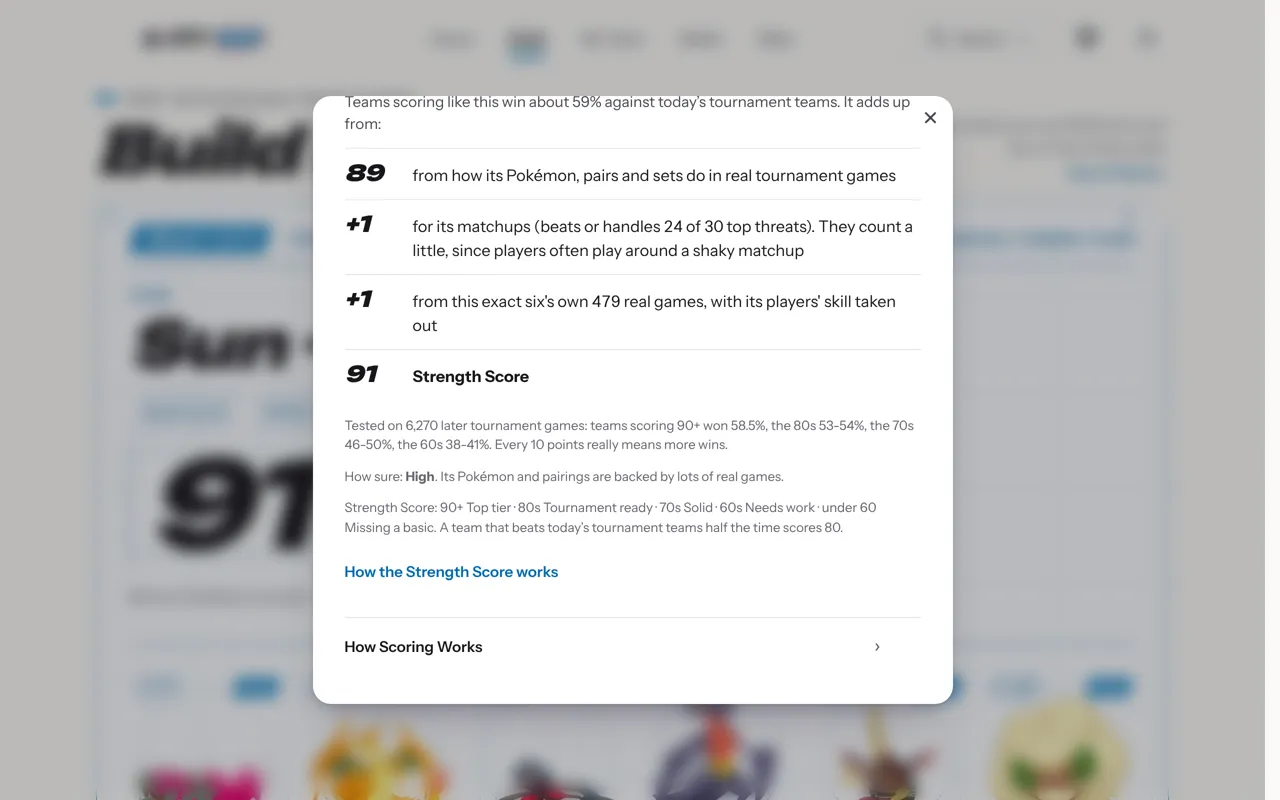 Teams scoring like this win about 59% against today's tournament teams. It adds up
from:
89
from how its Pokémon, pairs and sets do in real tournament games
+1
for its matchups (beats or handles 24 of 30 top threats). They count a
little, since players often play around a shaky matchup
+1
from this exact six's own 479 real games, with its players' skill taken
out
91
Strength Score
Tested on 6,270 later tournament games: teams scoring 90+ won 58.5%, the 80s 53–54%, the 70s
46–50%, the 60s 38–41%. Every 10 points really means more wins.
How sure: High. Its Pokémon and pairings are backed by lots of real games.
Strength Score: 90+ Top tier · 80s Tournament ready · 70s Solid · 60s Needs work · under 60
Missing a basic. A team that beats today's tournament teams half the time scores 80.
How the Strength Score works
How Scoring Works
Build
Sun
91